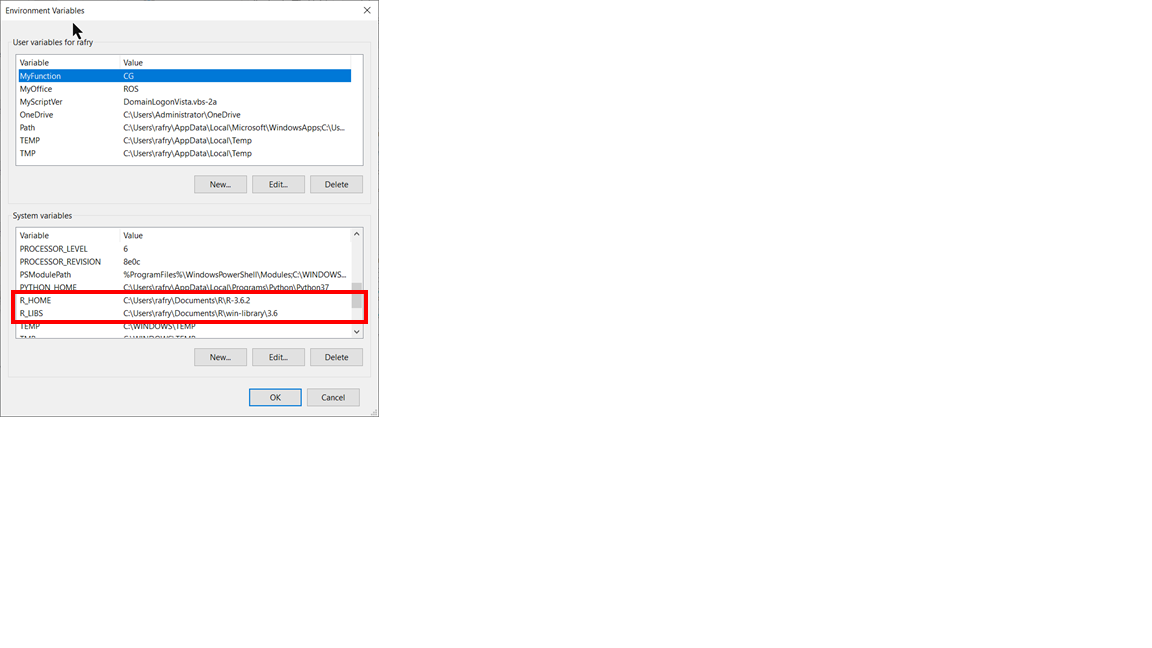 Environment Variables
User variables for rafry
Variable Value
MyFunction CG
MyOffice ROS
MyScriptVer DomainLogonVista.vbs-2a
OneDrive C:\Users\Administrator\OneDrive
Path C:\Users\rafry\AppData\Local\Microsoft\WindowsApps;C:\Us...
TEMP C:\Users\rafry\AppData\Local\Temp
TMP C:\Users\rafry\AppData\Local\Temp
New... Edit... Delete
System variables
Variable Value
PROCESSOR_LEVEL 6
PROCESSOR_REVISION 8e0c
PSModulePath %ProgramFiles%\WindowsPowerShell\Modules;C:\WINDOWS...
PYTHON_HOME C:\Users\rafry\AppData\Local\Programs\Python\Python37
R_HOME C:\Users\rafry\Documents\R\R-3.6.2
R_LIBS C:\Users\rafry\Documents\R\win-library\3.6
TEMP C:\WINDOWS\TEMP
TMP C:\WINDOWS\TEMP
New... Edit... Delete
OK Cancel